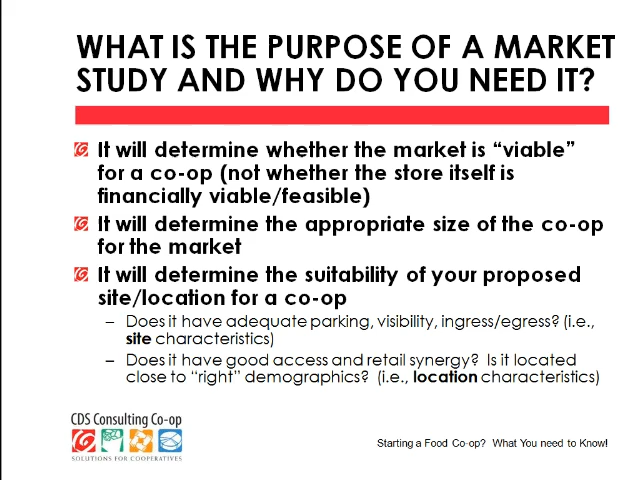 WHAT IS THE PURPOSE OF A MARKET
STUDY AND WHY DO YOU NEED IT?
It will determine whether the market is “viable”
for a co-op (not whether the store itself is
financially viable/feasible)
It will determine the appropriate size of the co-op
for the market
It will determine the suitability of your proposed
site/location for a co-op
– Does it have adequate parking, visibility, ingress/egress? (i.e.,
site characteristics)
– Does it have good access and retail synergy?  Is it located
close to “right” demographics?  (i.e., location characteristics)
CDS Consulting Co-op
SOLUTIONS FOR COOPERATIVES
Starting a Food Co-op?  What You need to Know!